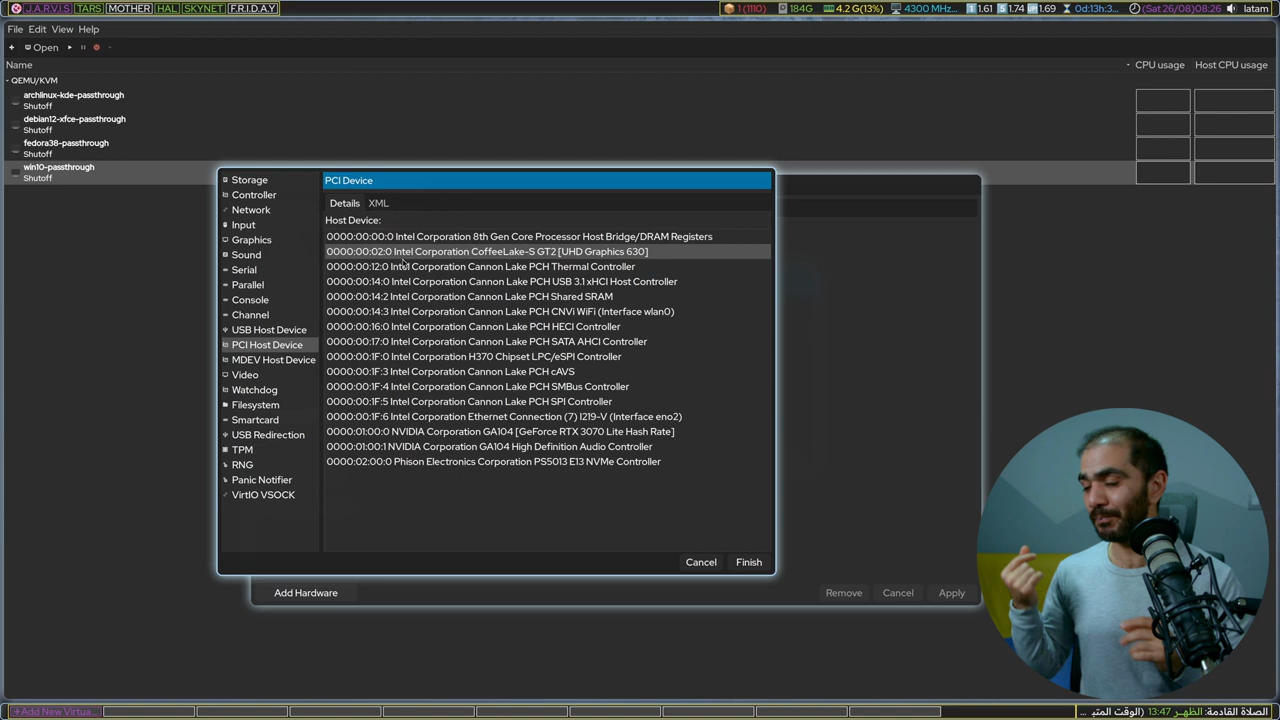 J.A.R.V.I.S TARS MOTHER HAL SKYNET F.R.I.D.A.Y
1 (1110) 184G 4.2 G(13%) 4300 MHz... 1 1.61 5 1.74 1.69 0d:13h:3... (Sat 26/08) 08:26 latam
File Edit View Help
Open
Name CPU usage Host CPU usage
QEMU/KVM
archlinux-kde-passthrough
Shutoff
debian12-xfce-passthrough
Shutoff
fedora38-passthrough
Shutoff
win10-passthrough
Shutoff
Storage
Controller
Network
Input
Graphics
Sound
Serial
Parallel
Console
Channel
USB Host Device
PCI Host Device
MDEV Host Device
Video
Watchdog
Filesystem
Smartcard
USB Redirection
TPM
RNG
Panic Notifier
VirtIO VSOCK
PCI Device
Details XML
Host Device:
0000:00:00:0 Intel Corporation 8th Gen Core Processor Host Bridge/DRAM Registers
0000:00:02:0 Intel Corporation CoffeeLake-S GT2 [UHD Graphics 630]
0000:00:12:0 Intel Corporation Cannon Lake PCH Thermal Controller
0000:00:14:0 Intel Corporation Cannon Lake PCH USB 3.1 xHCI Host Controller
0000:00:14:2 Intel Corporation Cannon Lake PCH Shared SRAM
0000:00:14:3 Intel Corporation Cannon Lake PCH CNVi WiFi (Interface wlan0)
0000:00:16:0 Intel Corporation Cannon Lake PCH HECI Controller
0000:00:17:0 Intel Corporation Cannon Lake PCH SATA AHCI Controller
0000:00:1F:0 Intel Corporation H370 Chipset LPC/eSPI Controller
0000:00:1F:3 Intel Corporation Cannon Lake PCH cAVS
0000:00:1F:4 Intel Corporation Cannon Lake PCH SMBus Controller
0000:00:1F:5 Intel Corporation Cannon Lake PCH SPI Controller
0000:00:1F:6 Intel Corporation Ethernet Connection (7) I219-V (Interface eno2)
0000:01:00:0 NVIDIA Corporation GA104 [GeForce RTX 3070 Lite Hash Rate]
0000:01:00:1 NVIDIA Corporation GA104 High Definition Audio Controller
0000:02:00:0 Phison Electronics Corporation PS5013 E13 NVMe Controller
Cancel Finish
Add Hardware Remove Cancel Apply
Add New Virtua...
الصلاة القادمة: الظهر 13:47 (الوقت المتب ...